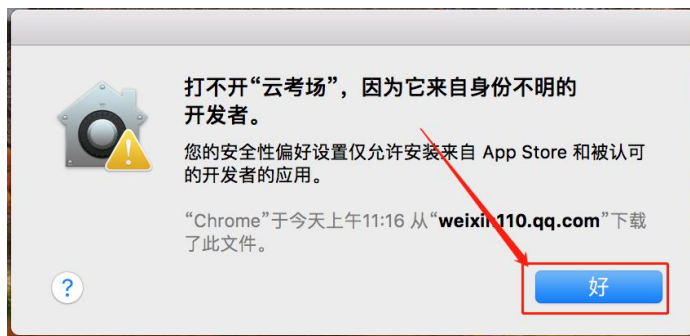 打不开“云考场”，因为它来自身份不明的
开发者。
您的安全性偏好设置仅允许安装来自 App Store 和被认可
的开发者的应用。
“Chrome”于今天上午11:16 从“weixin110.qq.com”下载
了此文件。
?
好